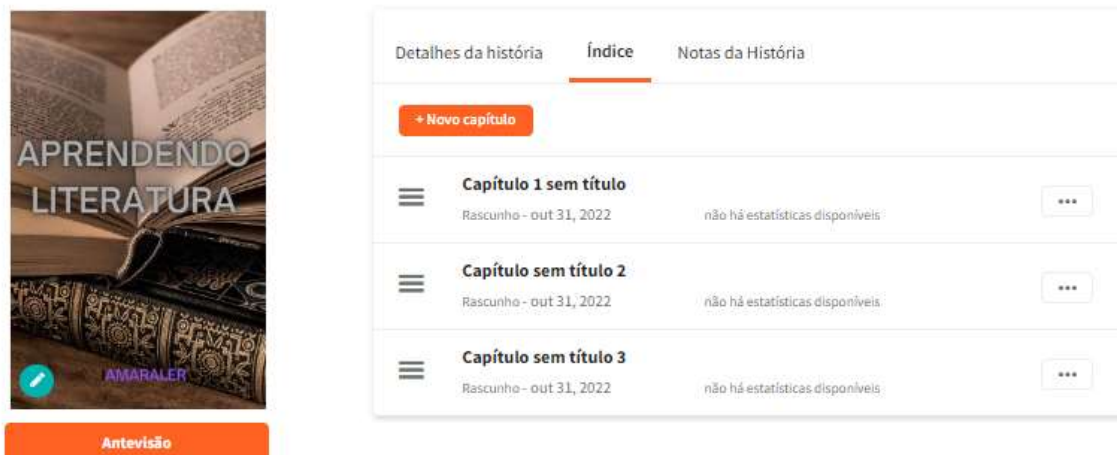 APRENDENDO
LITERATURA
AMARALER
Antevisão
Detalhes da história Índice Notas da História
+ Novo capítulo
Capítulo 1 sem título
Rascunho - out 31, 2022 não há estatísticas disponíveis
Capítulo sem título 2
Rascunho - out 31, 2022 não há estatísticas disponíveis
Capítulo sem título 3
Rascunho - out 31, 2022 não há estatísticas disponíveis